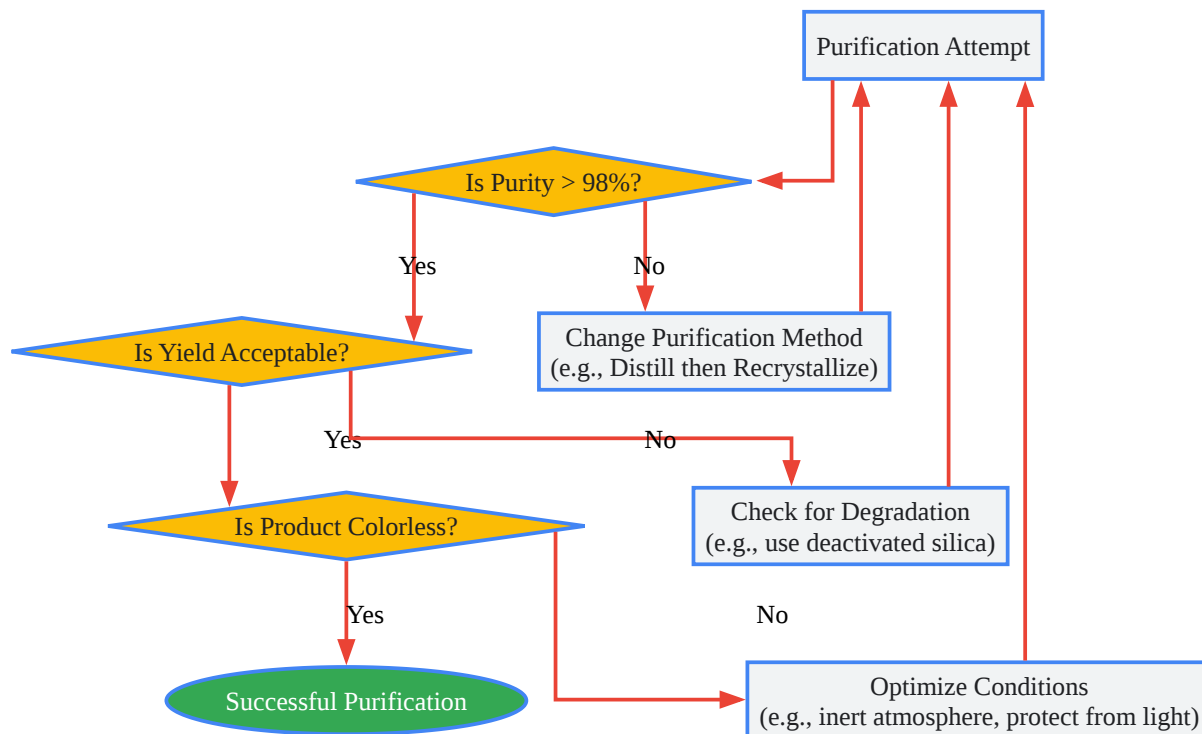 Purification Attempt
Is Purity > 98%?
Yes
No
Change Purification Method
(e.g., Distill then Recrystallize)
Is Yield Acceptable?
Yes
No
Check for Degradation
(e.g., use deactivated silica)
Is Product Colorless?
Yes
No
Successful Purification
Optimize Conditions
(e.g., inert atmosphere, protect from light)